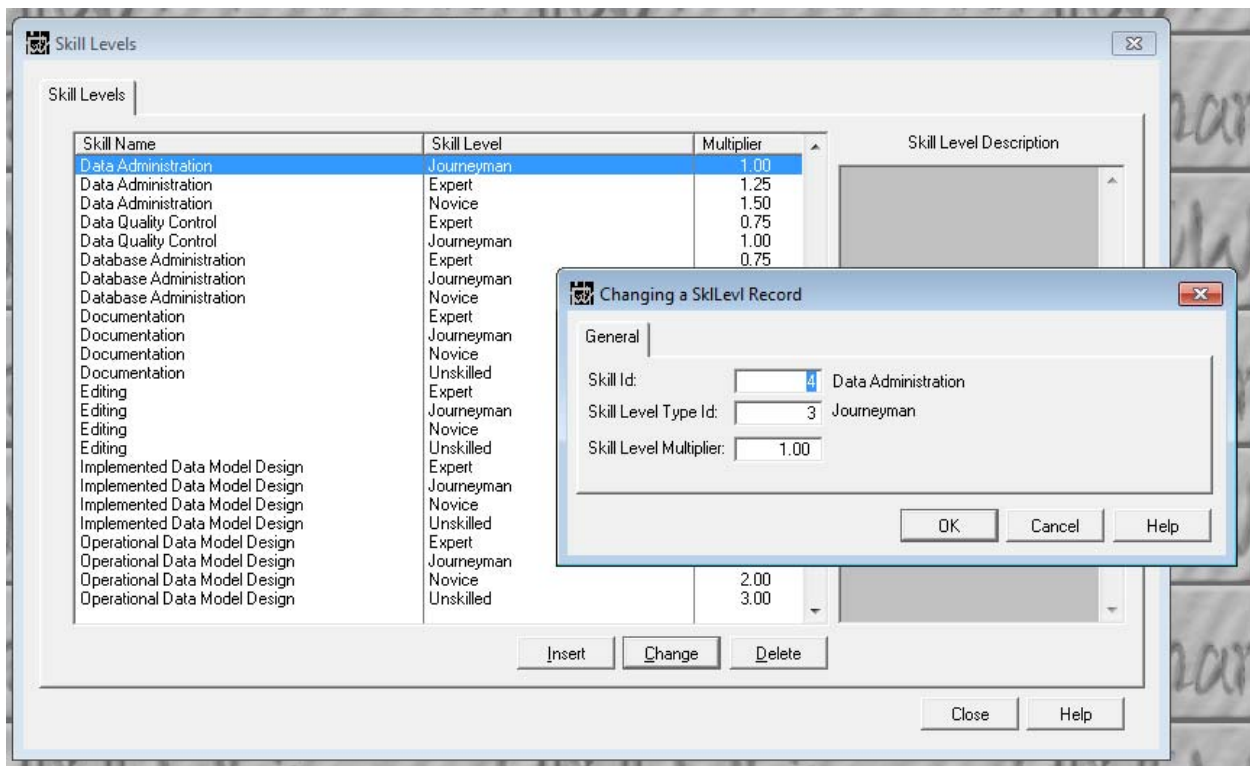 Skill Levels
Skill Levels
Skill Name Skill Level Multiplier Skill Level Description
Data Administration Journeyman 1.00
Data Administration Expert 1.25
Data Administration Novice 1.50
Data Quality Control Expert 0.75
Data Quality Control Journeyman 1.00
Database Administration Expert 0.75
Database Administration Journeyman
Database Administration Novice
Documentation Expert
Documentation Journeyman
Documentation Novice
Documentation Unskilled
Editing Expert
Editing Journeyman
Editing Novice
Editing Unskilled
Implemented Data Model Design Expert
Implemented Data Model Design Journeyman
Implemented Data Model Design Novice
Implemented Data Model Design Unskilled
Operational Data Model Design Expert
Operational Data Model Design Journeyman
Operational Data Model Design Novice 2.00
Operational Data Model Design Unskilled 3.00
Insert Change Delete
Close Help
Changing a SklLevl Record
General
Skill Id: 4 Data Administration
Skill Level Type Id: 3 Journeyman
Skill Level Multiplier: 1.00
OK Cancel Help